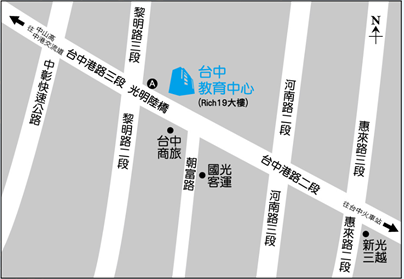 中山高
中港交流道
台中港路三段
光明陸橋
A
黎明路三段
黎明路二段
中彰快速公路
台中
教育中心
(Rich19大樓)
N
河南路二段
河南路三段
惠來路三段
惠來路二段
台中港路二段
往台中火車站
台中
商旅
朝富路
國光
客運
新光
三越